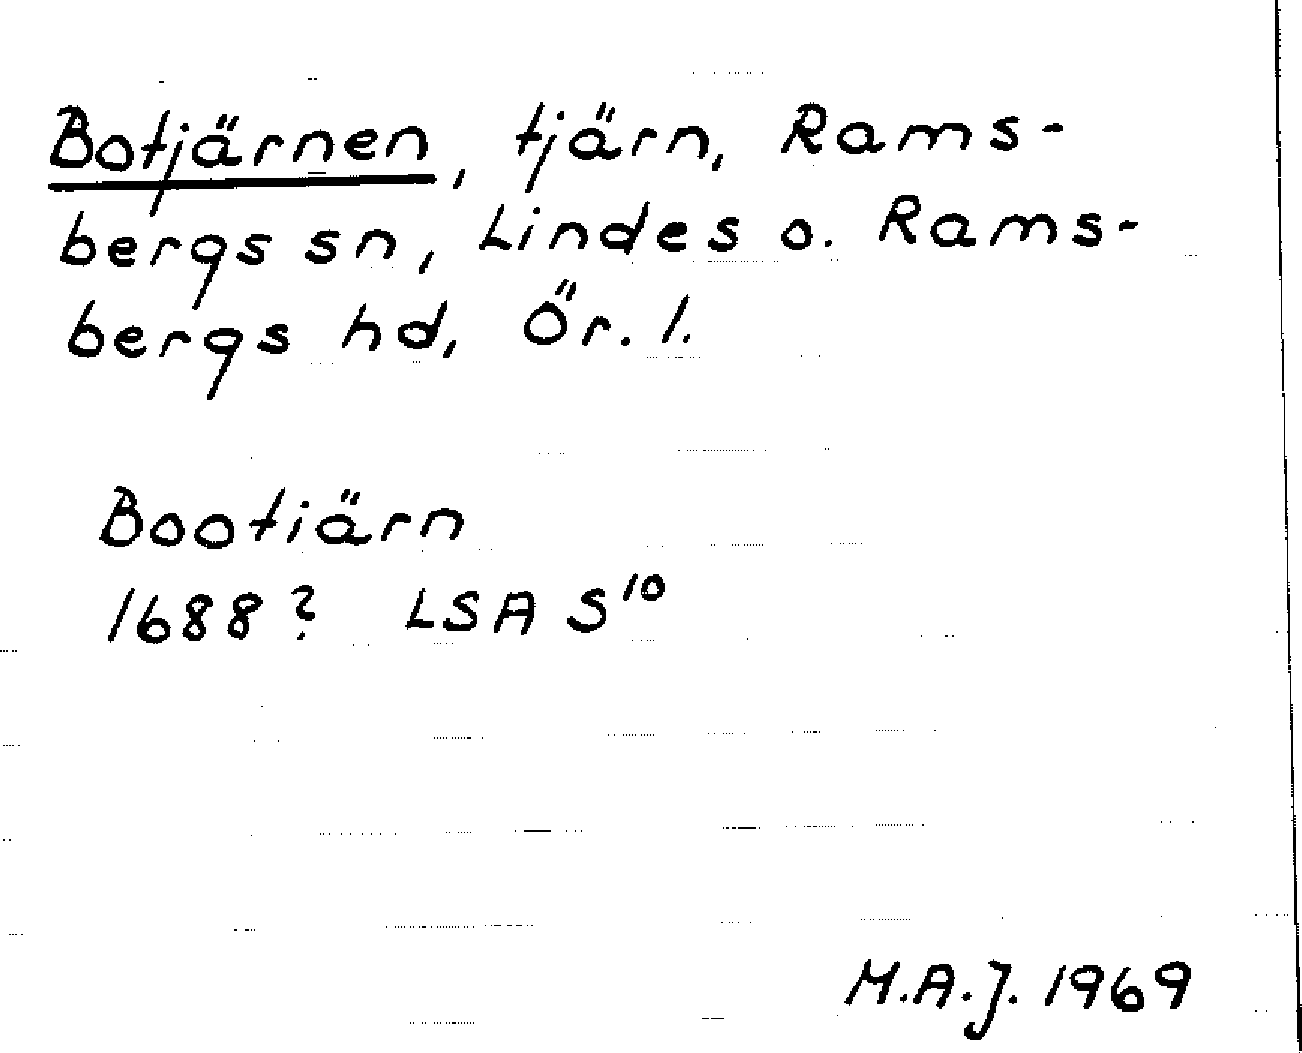 Botjärnen, tjärn, Rams-
bergs sn, Lindes o. Rams-
bergs hd, Ör. l.
Bootiärn
1688? LSA S¹⁰
M.A.J. 1969